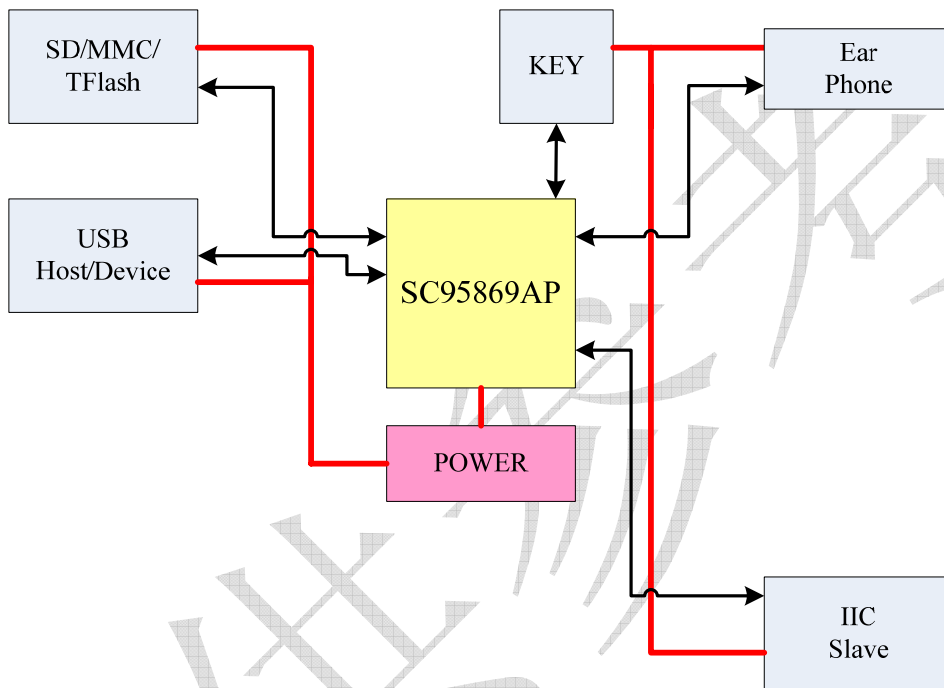 SD/MMC/
TFlash
KEY
Ear
Phone
USB
Host/Device
SC95869AP
POWER
IIC
Slave